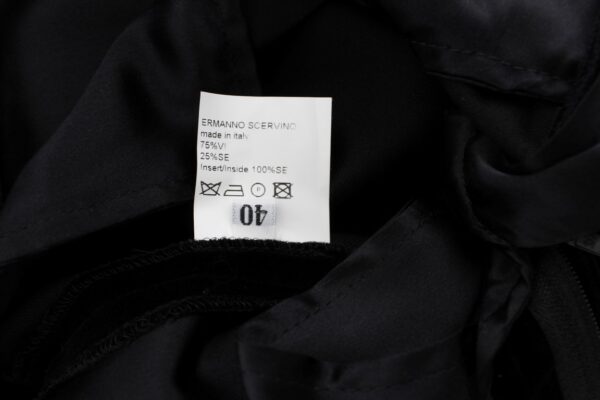 ERMANNO SCERVINO
made in italy
75%VI
25%SE
Insert/Inside 100%SE
40